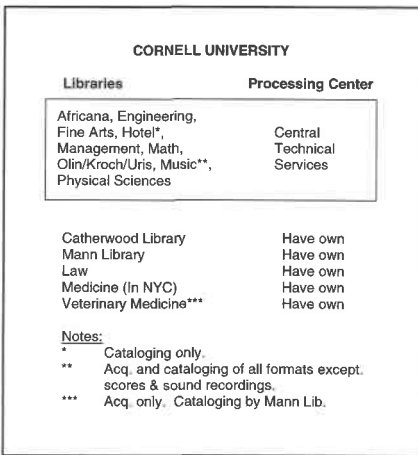 CORNELL UNIVERSITY
Libraries Processing Center
Africana, Engineering,
Fine Arts, Hotel*, Central
Management, Math, Technical
Olin/Kroch/Uris, Music**, Services
Physical Sciences
Catherwood Library Have own
Mann Library Have own
Law Have own
Medicine (In NYC) Have own
Veterinary Medicine*** Have own
Notes:
* Cataloging only.
** Acq. and cataloging of all formats except.
scores & sound recordings.
*** Acq. only. Cataloging by Mann Lib.